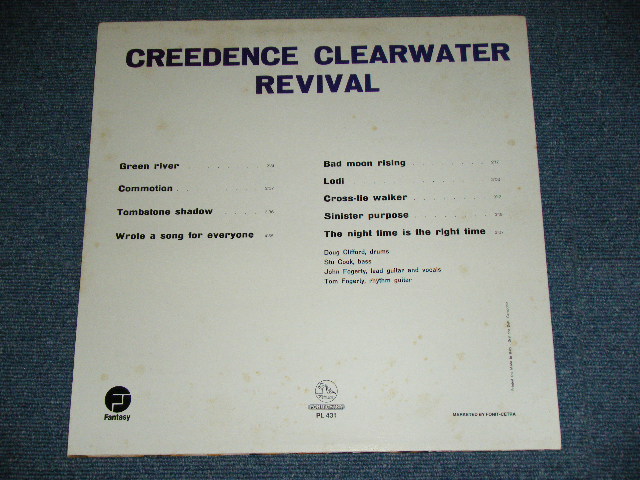 CREEDENCE CLEARWATER
REVIVAL
Green river
Commotion
Tombstone shadow
Wrote a song for everyone
Bad moon rising
Lodi
Cross-tie walker
Sinister purpose
The night time is the right time
Doug Clifford, drums
Stu Cook, bass
John Fogerty, lead guitar and vocals
Tom Fogerty, rhythm guitar
Fantasy
PL 431
MARKETED BY FONIT-CETRA